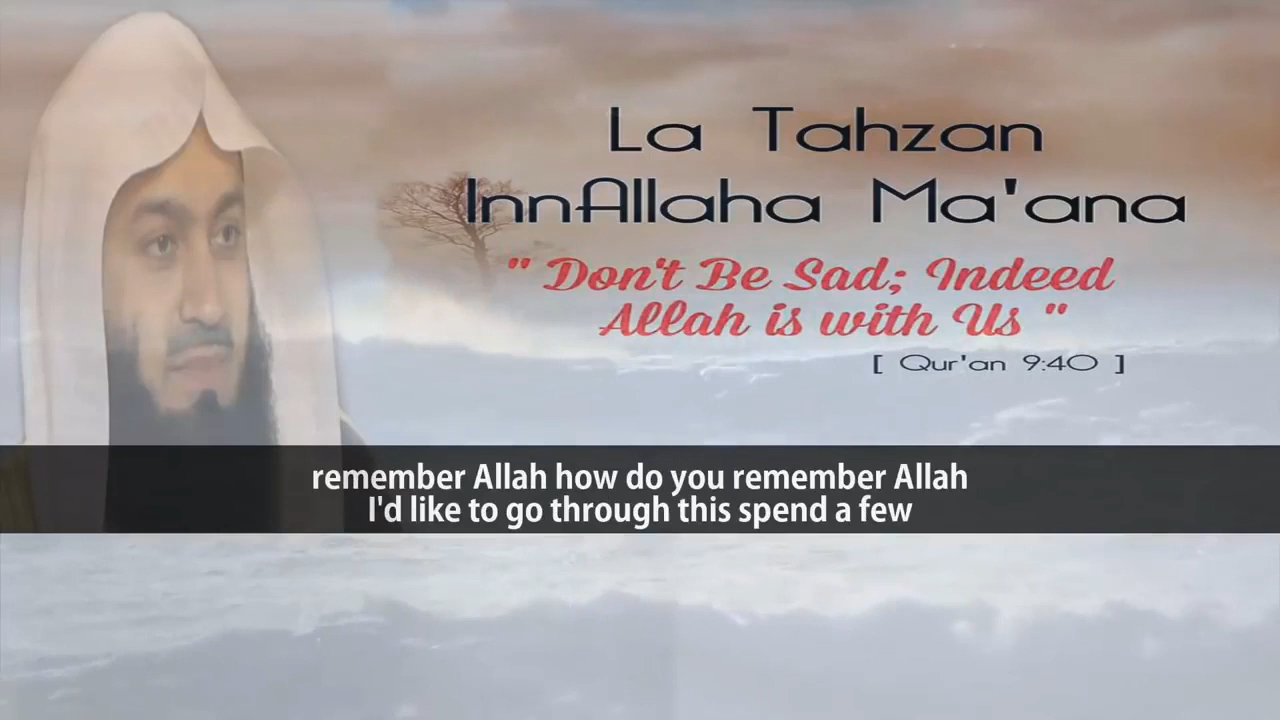 La Tahzan
InnAllaha Ma'ana
" Don't Be Sad; Indeed
Allah is with Us "
[ Qur'an 9:40 ]
remember Allah how do you remember Allah
I'd like to go through this spend a few